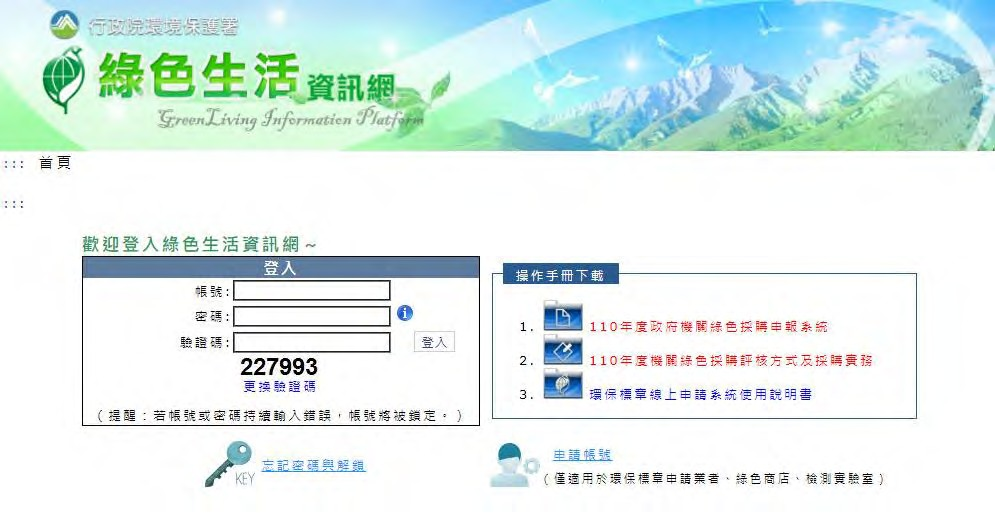 行政院環境保護署
綠色生活 資訊網
GreenLiving Information Platform
::: 首頁
:::
歡迎登入綠色生活資訊網～
登入
帳號:
密碼:
驗證碼:
登入
227993
更換驗證碼
(提醒：若帳號或密碼持續輸入錯誤，帳號將被鎖定。)
操作手冊下載
1. 110年度政府機關綠色採購申報系統
2. 110年度機關綠色採購評核方式及採購實務
3. 環保標章線上申請系統使用說明書
KEY 忘記密碼與解鎖
申請帳號
(僅適用於環保標章申請業者、綠色商店、檢測實驗室)